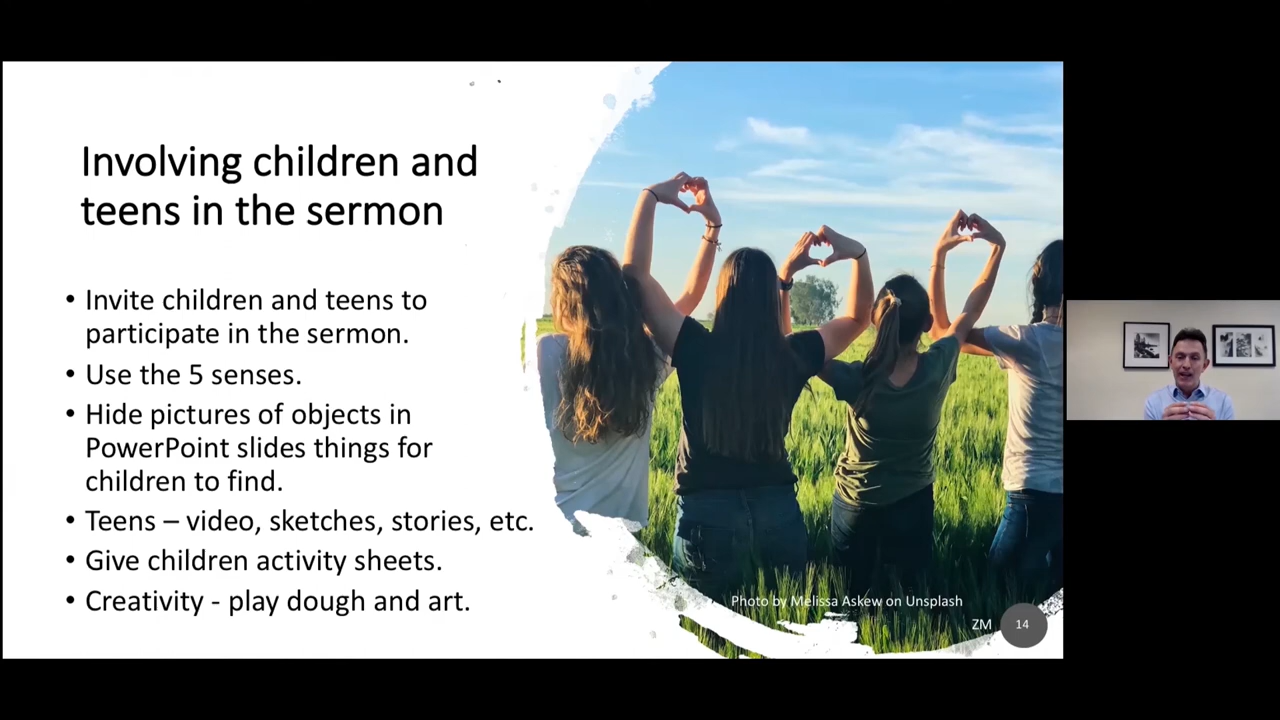 Involving children and
teens in the sermon
• Invite children and teens to
participate in the sermon.
• Use the 5 senses.
• Hide pictures of objects in
PowerPoint slides things for
children to find.
• Teens – video, sketches, stories, etc.
• Give children activity sheets.
• Creativity - play dough and art.
Photo by Melissa Askew on Unsplash
ZM 14